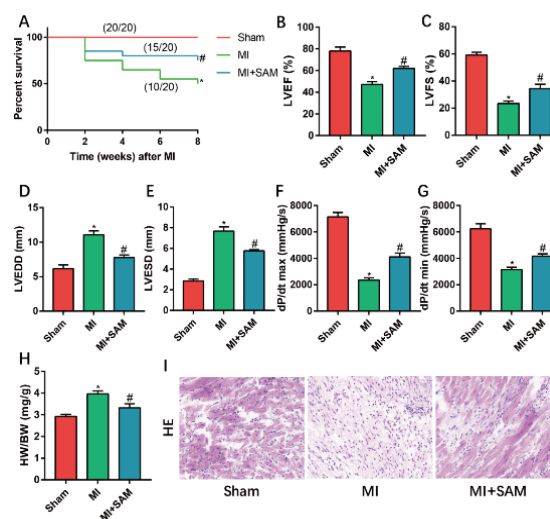 A
(20/20)
(15/20)
#
*
(10/20)
Percent survival
100
50
0
0
2
4
6
8
Time (weeks) after MI
Sham
MI
MI+SAM
B
LVEF (%)
100
80
60
40
20
0
*
#
Sham
MI
MI+SAM
C
LVFS (%)
80
60
40
20
0
*
#
Sham
MI
MI+SAM
D
LVEDD (mm)
15
10
5
0
*
#
Sham
MI
MI+SAM
E
LVESD (mm)
10
8
6
4
2
0
*
#
Sham
MI
MI+SAM
F
dP/dt max (mmHg/s)
8000
6000
4000
2000
0
*
#
Sham
MI
MI+SAM
G
dP/dt min (mmHg/s)
8000
6000
4000
2000
0
*
#
Sham
MI
MI+SAM
H
HW/BW (mg/g)
5
4
3
2
1
0
*
#
Sham
MI
MI+SAM
I
HE
Sham
MI
MI+SAM